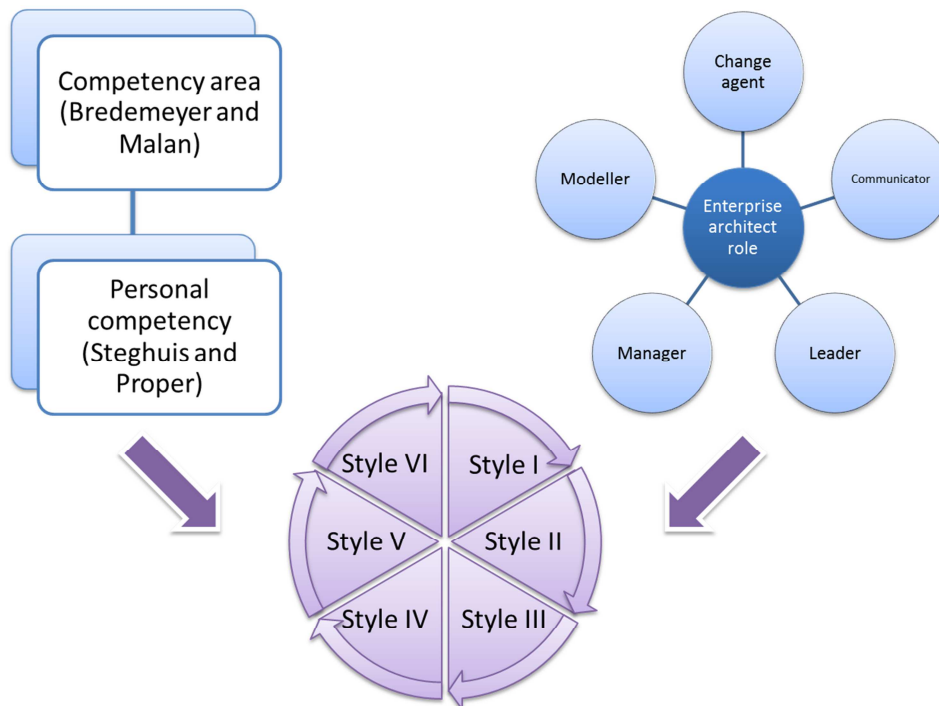 Competency area
(Bredemeyer and
Malan)
Personal
competency
(Steghuis and
Proper)
Change
agent
Modeller
Communicator
Enterprise
architect
role
Manager
Leader
Style VI
Style I
Style V
Style II
Style IV
Style III